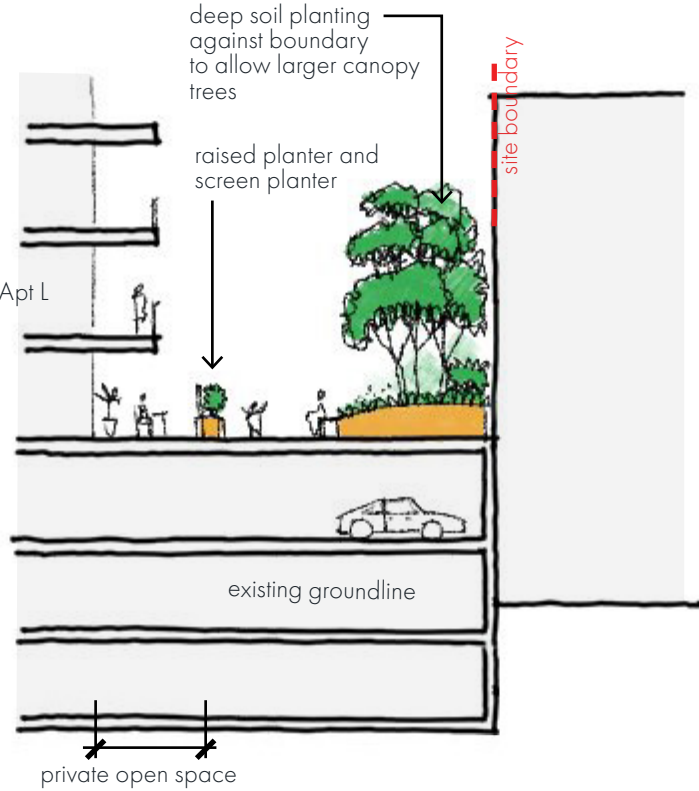 deep soil planting
against boundary
to allow larger canopy
trees
site boundary
raised planter and
screen planter
Apt L
existing groundline
private open space